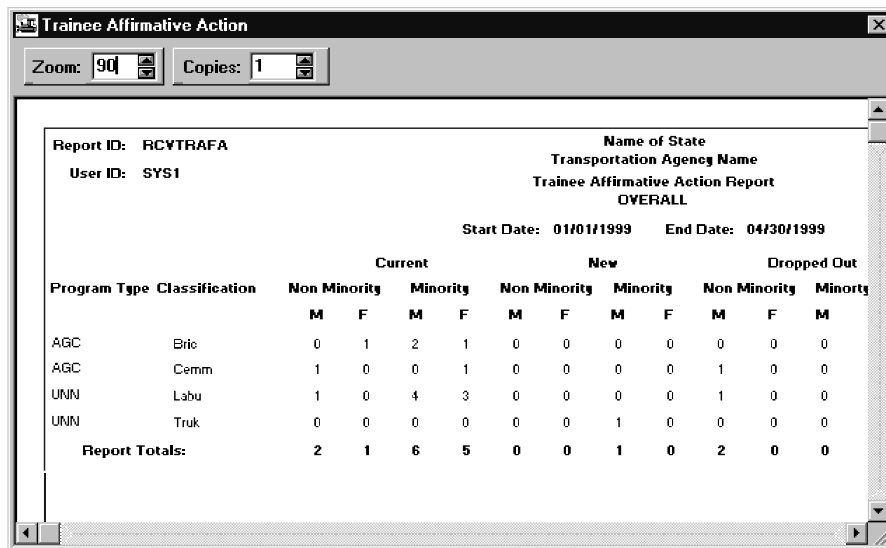 Trainee Affirmative Action
Zoom: 90 Copies: 1
Report ID: RCVTRAFA Name of State
Transportation Agency Name
User ID: SYS1 Trainee Affirmative Action Report
OVERALL
Start Date: 01/01/1999 End Date: 04/30/1999
Current New Dropped Out
Program Type Classification Non Minority Minority Non Minority Minority Non Minority Minorty
M F M F M F M F M F M
AGC Bric 0 1 2 1 0 0 0 0 0 0 0
AGC Cemm 1 0 0 1 0 0 0 0 1 0 0
UNN Labu 1 0 4 3 0 0 0 0 1 0 0
UNN Truk 0 0 0 0 0 0 1 0 0 0 0
Report Totals: 2 1 6 5 0 0 1 0 2 0 0